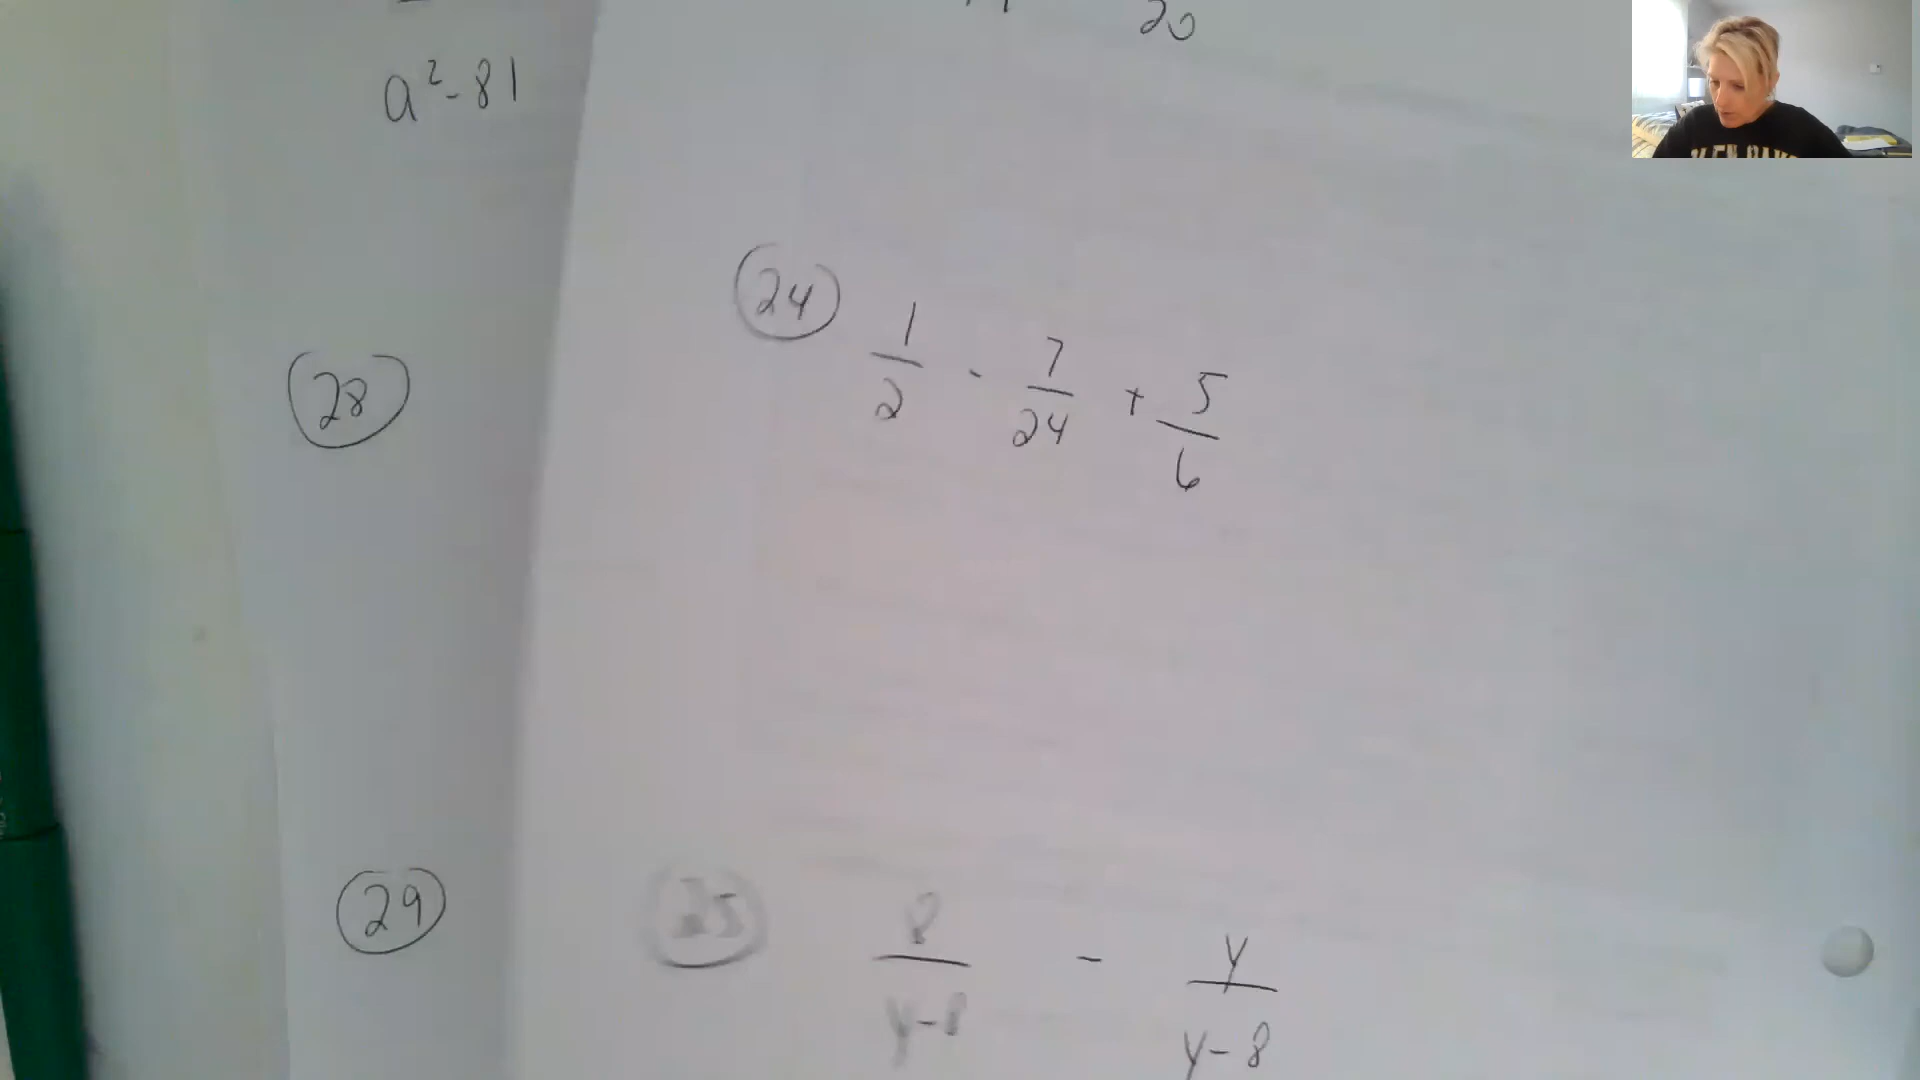 20
a²-81
(24) 1/2 - 7/24 + 5/6
(28)
(29)
(25) 8/(y-8) - y/(y-8)